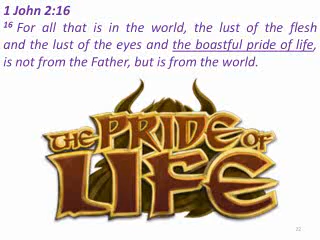 1 John 2:16
16 For all that is in the world, the lust of the flesh
and the lust of the eyes and the boastful pride of life,
is not from the Father, but is from the world.
THE PRIDE OF
LIFE
22